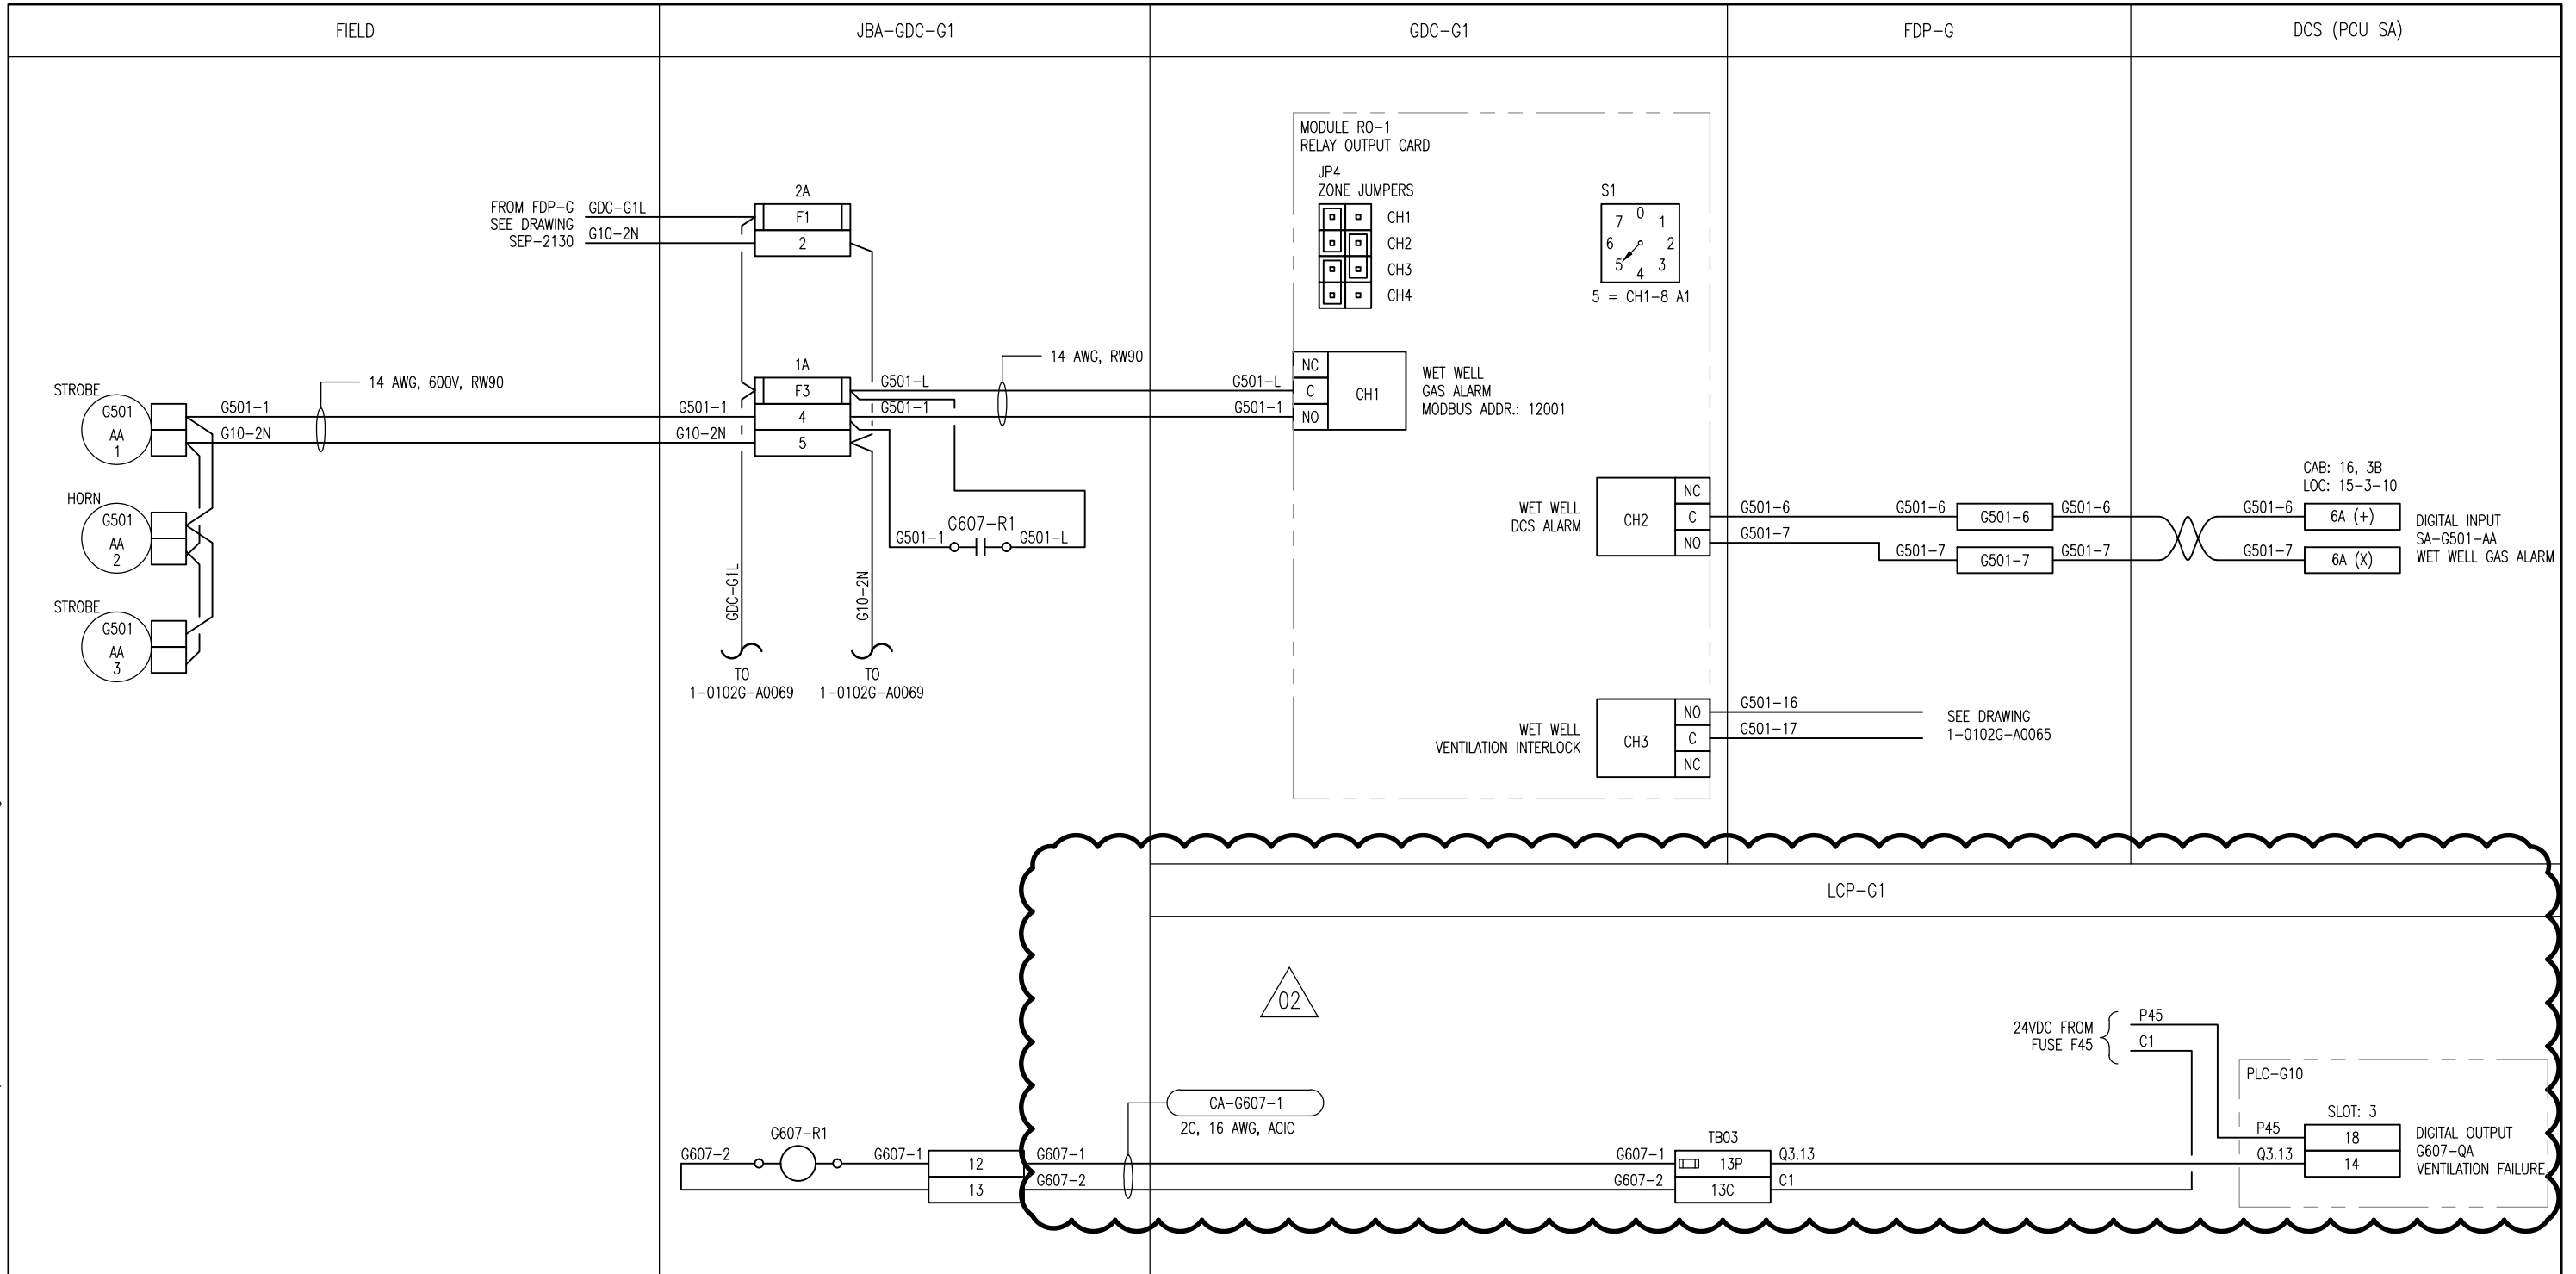 FIELD
JBA-GDC-G1
GDC-G1
FDP-G
DCS (PCU SA)
MODULE RO-1
RELAY OUTPUT CARD
JP4
ZONE JUMPERS
CH1
CH2
CH3
CH4
S1
0
1
2
3
4
5
6
7
5 = CH1-8 A1
FROM FDP-G
SEE DRAWING
SEP-2130
GDC-G1L
G10-2N
2A
F1
2
1A
F3
4
5
G501-L
G501-1
14 AWG, RW90
G501-L
G501-1
NC
C
NO
CH1
WET WELL
GAS ALARM
MODBUS ADDR.: 12001
STROBE
G501
AA
1
G501-1
G10-2N
14 AWG, 600V, RW90
G501-1
G10-2N
HORN
G501
AA
2
STROBE
G501
AA
3
G607-R1
G501-1
G501-L
GDC-G1L
G10-2N
TO
1-0102G-A0069
TO
1-0102G-A0069
WET WELL
DCS ALARM
CH2
NC
C
NO
G501-6
G501-7
G501-6
G501-6
G501-6
G501-7
G501-7
G501-7
CAB: 16, 3B
LOC: 15-3-10
G501-6
6A (+)
G501-7
6A (X)
DIGITAL INPUT
SA-G501-AA
WET WELL GAS ALARM
WET WELL
VENTILATION INTERLOCK
CH3
NO
C
NC
G501-16
G501-17
SEE DRAWING
1-0102G-A0065
LCP-G1
02
24VDC FROM
FUSE F45
P45
C1
PLC-G10
SLOT: 3
P45
18
Q3.13
14
DIGITAL OUTPUT
G607-QA
VENTILATION FAILURE
CA-G607-1
2C, 16 AWG, ACIC
G607-R1
G607-2
G607-1
12
13
G607-1
G607-2
TB03
G607-1
13P
Q3.13
G607-2
13C
C1